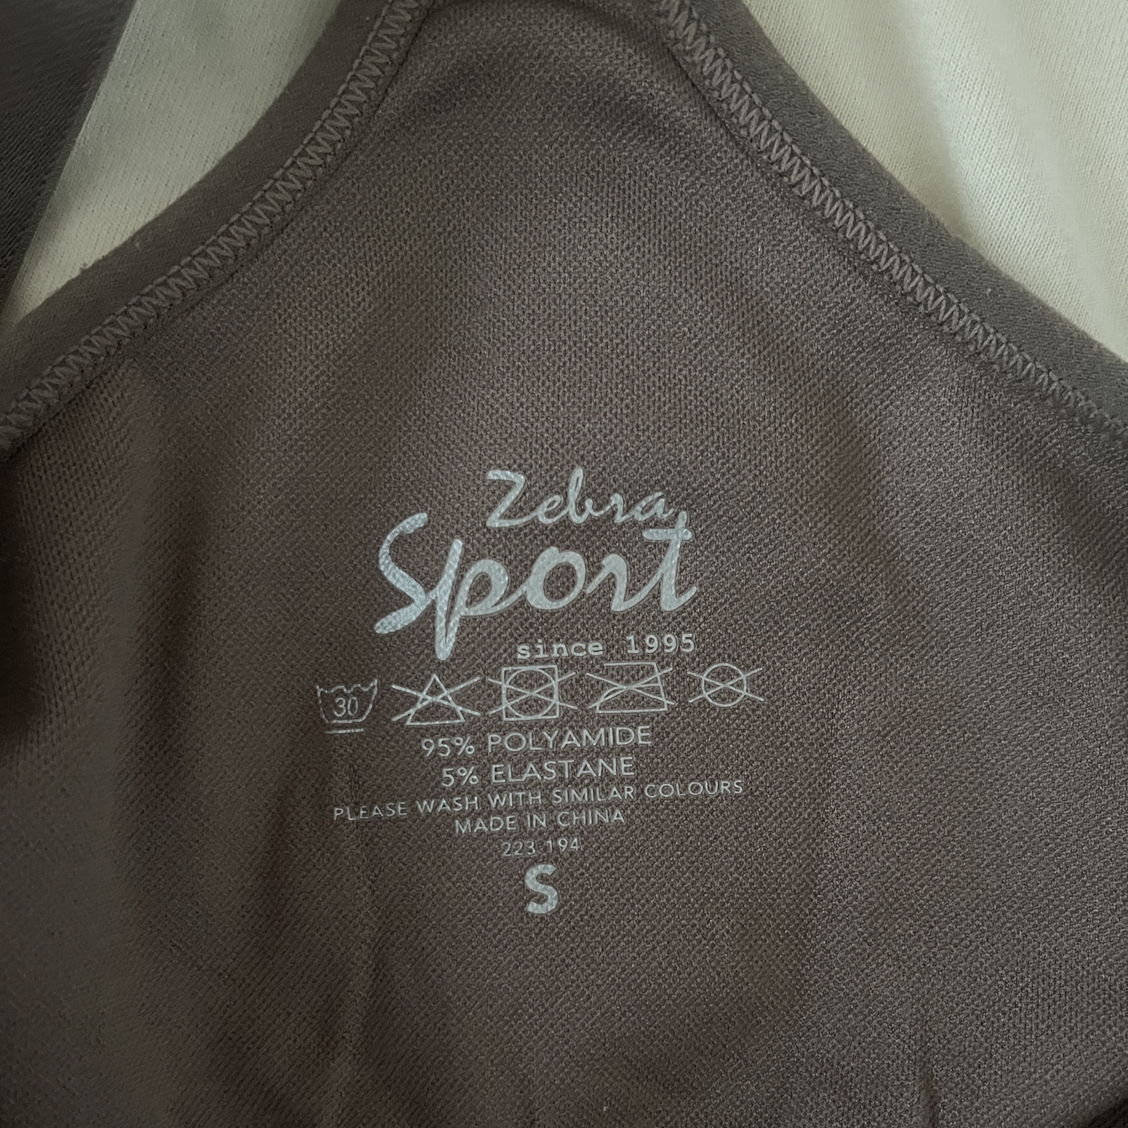 Zebra
Sport
since 1995
30
95% POLYAMIDE
5% ELASTANE
PLEASE WASH WITH SIMILAR COLOURS
MADE IN CHINA
223 194
S